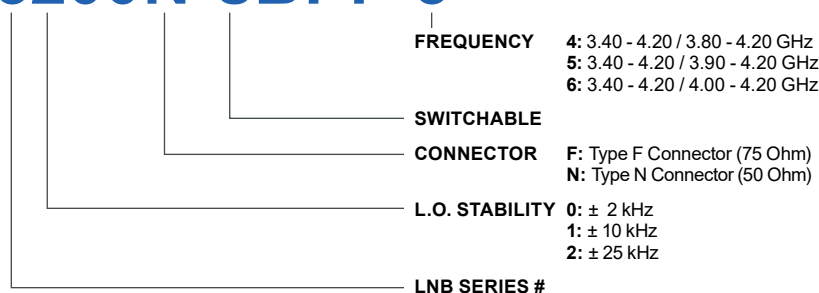 FREQUENCY 4: 3.40 - 4.20 / 3.80 - 4.20 GHz
5: 3.40 - 4.20 / 3.90 - 4.20 GHz
6: 3.40 - 4.20 / 4.00 - 4.20 GHz
SWITCHABLE
CONNECTOR F: Type F Connector (75 Ohm)
N: Type N Connector (50 Ohm)
L.O. STABILITY 0: ± 2 kHz
1: ± 10 kHz
2: ± 25 kHz
LNB SERIES #